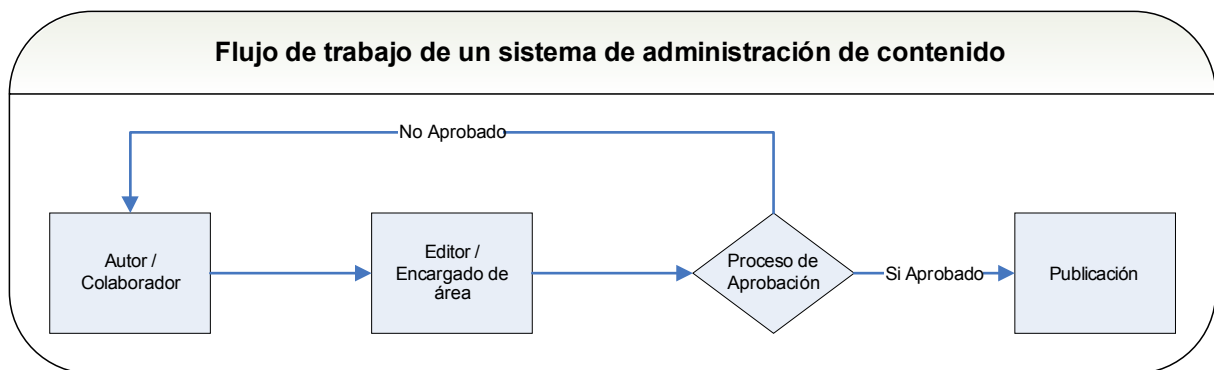 Flujo de trabajo de un sistema de administración de contenido
No Aprobado
Autor /
Colaborador
Editor /
Encargado de
área
Proceso de
Aprobación
Si Aprobado
Publicación